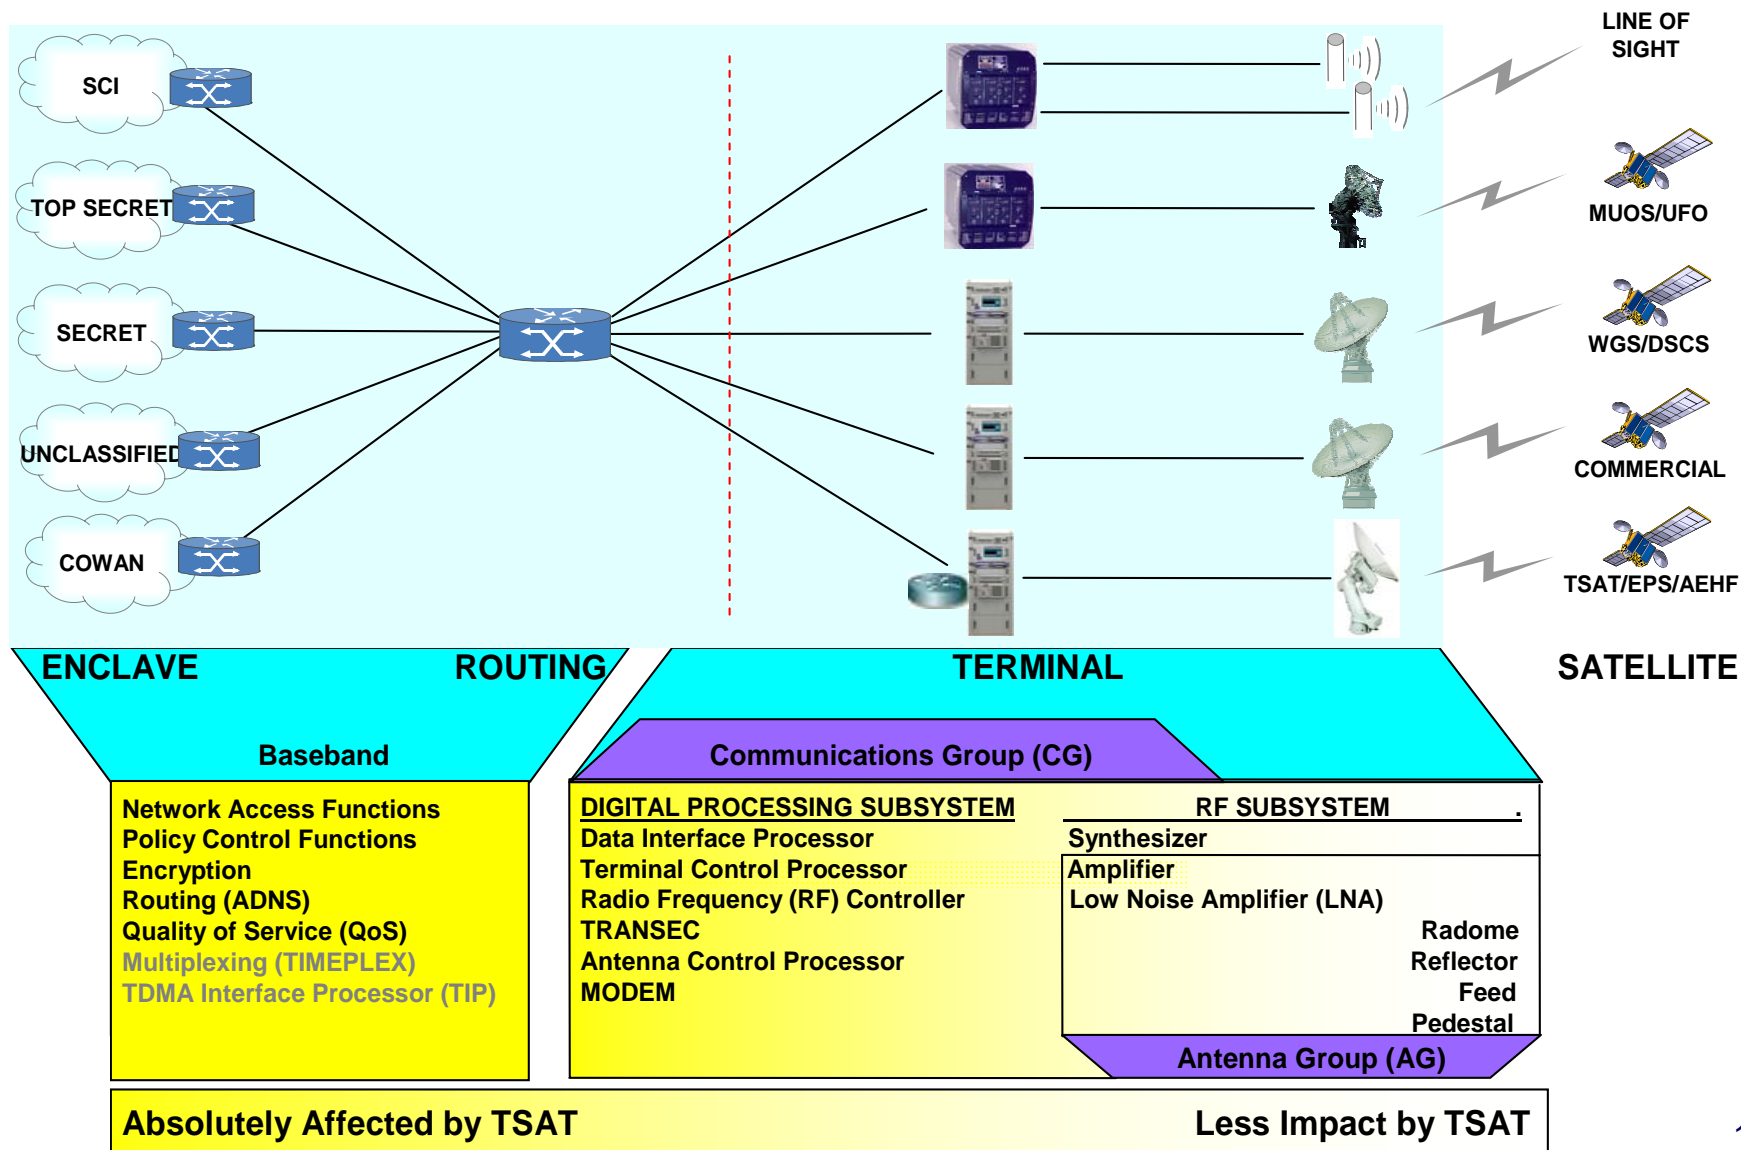 LINE OF
SIGHT
SCI
TOP SECRET
MUOS/UFO
SECRET
WGS/DSCS
UNCLASSIFIED
COMMERCIAL
COWAN
TSAT/EPS/AEHF
ENCLAVE ROUTING TERMINAL SATELLITE
Baseband
Communications Group (CG)
Network Access Functions
Policy Control Functions
Encryption
Routing (ADNS)
Quality of Service (QoS)
Multiplexing (TIMEPLEX)
TDMA Interface Processor (TIP)
DIGITAL PROCESSING SUBSYSTEM
Data Interface Processor
Terminal Control Processor
Radio Frequency (RF) Controller
TRANSEC
Antenna Control Processor
MODEM
RF SUBSYSTEM .
Synthesizer
Amplifier
Low Noise Amplifier (LNA)
Radome
Reflector
Feed
Pedestal
Antenna Group (AG)
Absolutely Affected by TSAT Less Impact by TSAT